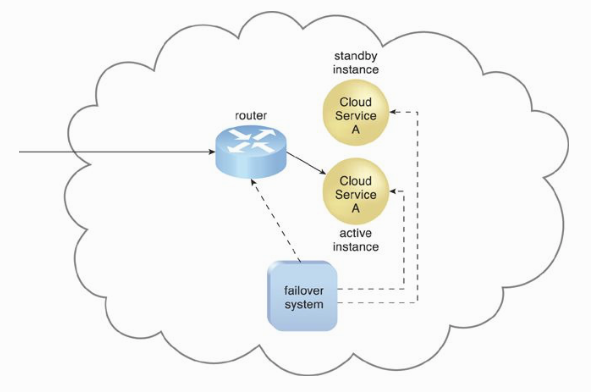 standby
instance
Cloud
Service
A
router
Cloud
Service
A
active
instance
failover
system